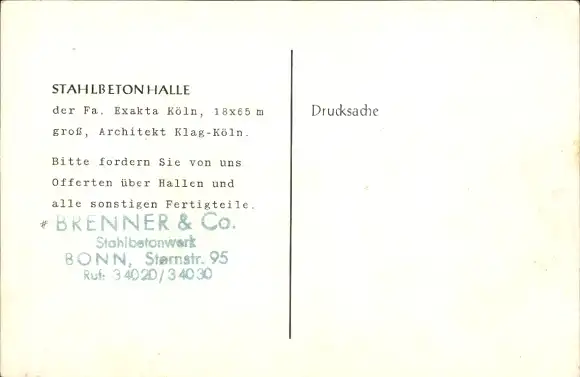 STAHLBETONHALLE
der Fa. Exakta Köln, 18x65 m
groß, Architekt Klag-Köln.
Bitte fordern Sie von uns
Offerten über Hallen und
alle sonstigen Fertigteile.
* BRENNER & Co.
Stahlbetonwerk
BONN, Sternstr. 95
Ruf: 34020/34030
Drucksache